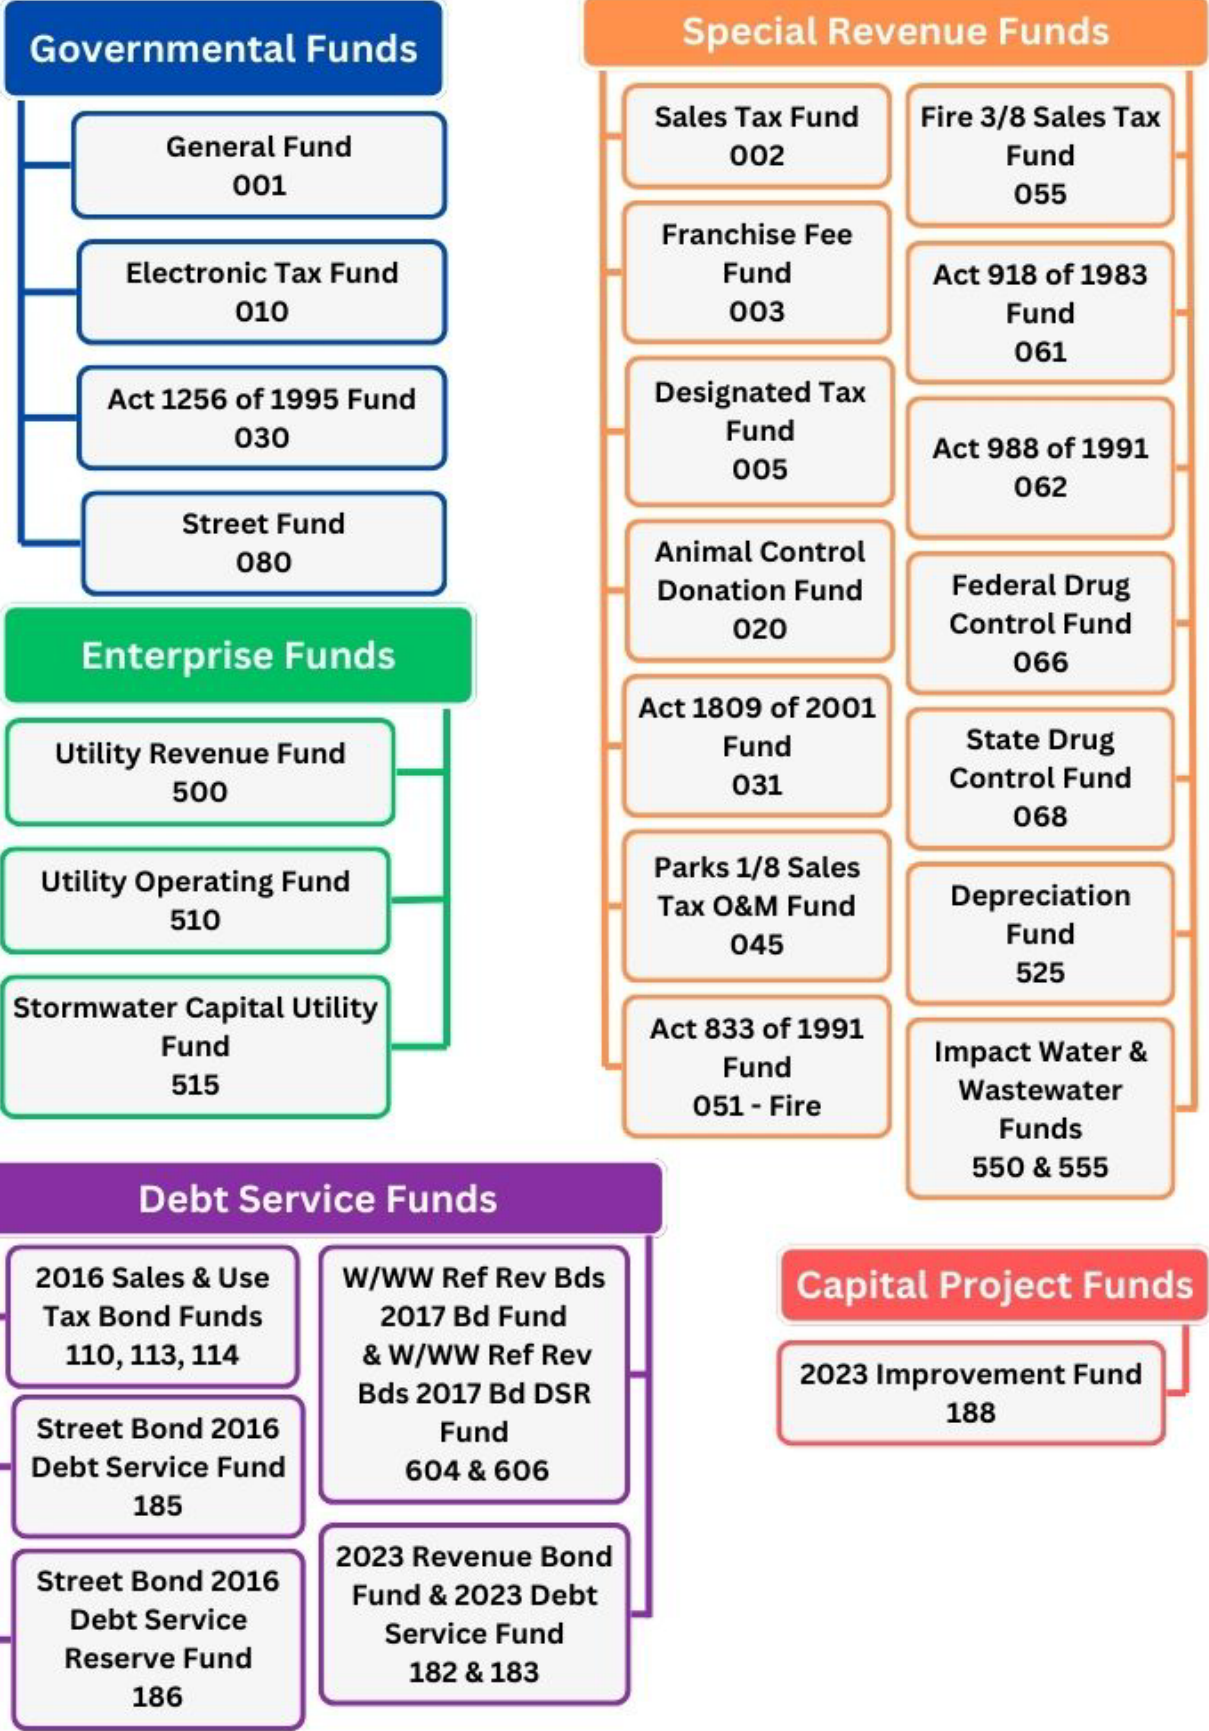 Governmental Funds
General Fund
001
Electronic Tax Fund
010
Act 1256 of 1995 Fund
030
Street Fund
080
Enterprise Funds
Utility Revenue Fund
500
Utility Operating Fund
510
Stormwater Capital Utility
Fund
515
Special Revenue Funds
Sales Tax Fund
002
Franchise Fee
Fund
003
Designated Tax
Fund
005
Animal Control
Donation Fund
020
Act 1809 of 2001
Fund
031
Parks 1/8 Sales
Tax O&M Fund
045
Act 833 of 1991
Fund
051 - Fire
Fire 3/8 Sales Tax
Fund
055
Act 918 of 1983
Fund
061
Act 988 of 1991
062
Federal Drug
Control Fund
066
State Drug
Control Fund
068
Depreciation
Fund
525
Impact Water &
Wastewater
Funds
550 & 555
Debt Service Funds
2016 Sales & Use
Tax Bond Funds
110, 113, 114
Street Bond 2016
Debt Service Fund
185
Street Bond 2016
Debt Service
Reserve Fund
186
W/WW Ref Rev Bds
2017 Bd Fund
& W/WW Ref Rev
Bds 2017 Bd DSR
Fund
604 & 606
2023 Revenue Bond
Fund & 2023 Debt
Service Fund
182 & 183
Capital Project Funds
2023 Improvement Fund
188